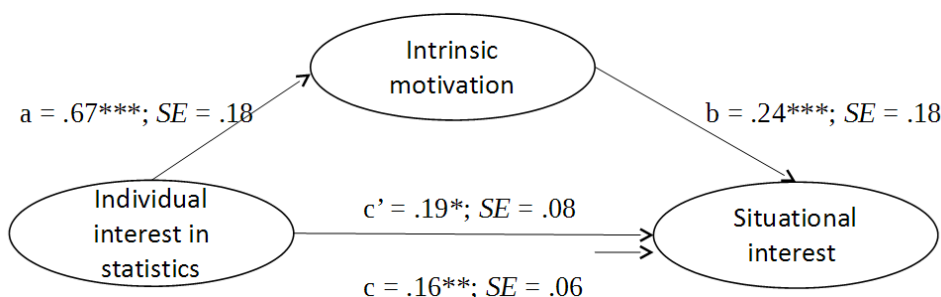 Intrinsic
motivation
a = .67***; SE = .18
b = .24***; SE = .18
Individual
interest in
statistics
c’ = .19*; SE = .08
Situational
interest
c = .16**; SE = .06